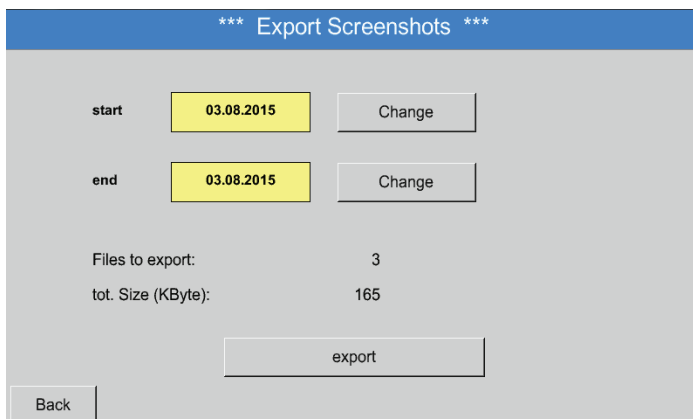 *** Export Screenshots ***
start 03.08.2015 Change
end 03.08.2015 Change
Files to export: 3
tot. Size (KByte): 165
export
Back